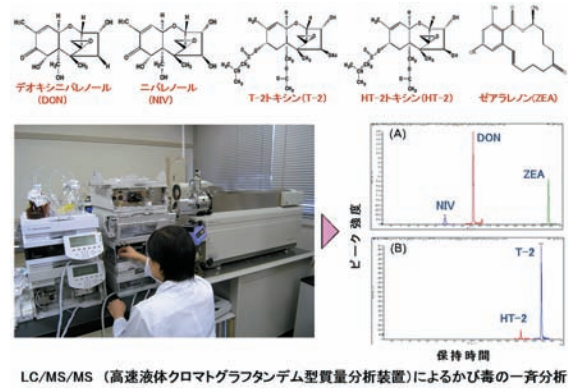 デオキシニバレノール
(DON)
ニバレノール
(NIV)
T-2トキシン(T-2)
HT-2トキシン(HT-2)
ゼアラレノン(ZEA)
(A)
DON
ZEA
NIV
ピーク強度
(B)
T-2
HT-2
保持時間
LC/MS/MS （高速液体クロマトグラフタンデム型質量分析装置）によるかび毒の一斉分析